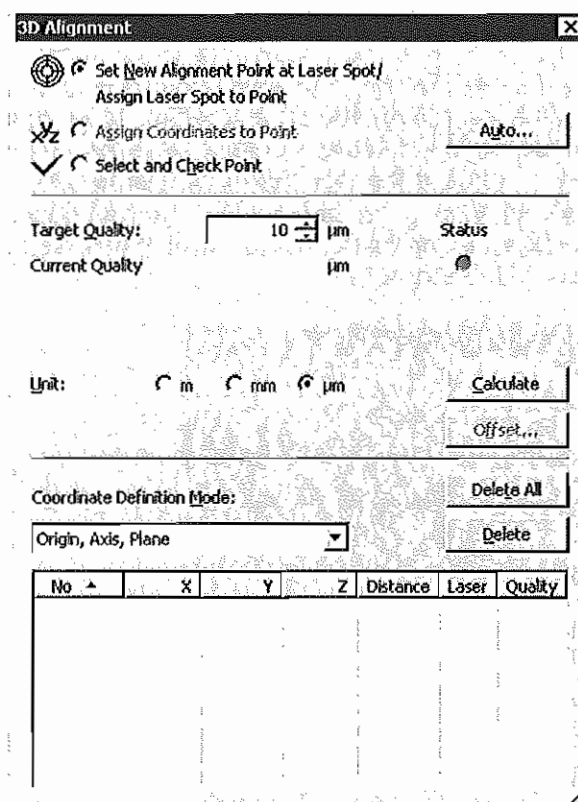 3D Alignment
Set New Alignment Point at Laser Spot/
Assign Laser Spot to Point
xyz Assign Coordinates to Point Auto...
Select and Check Point
Target Quality: 10 µm Status
Current Quality µm
Unit: m mm µm Calculate
Offset...
Coordinate Definition Mode: Delete All
Origin, Axis, Plane Delete
No X Y Z Distance Laser Quality